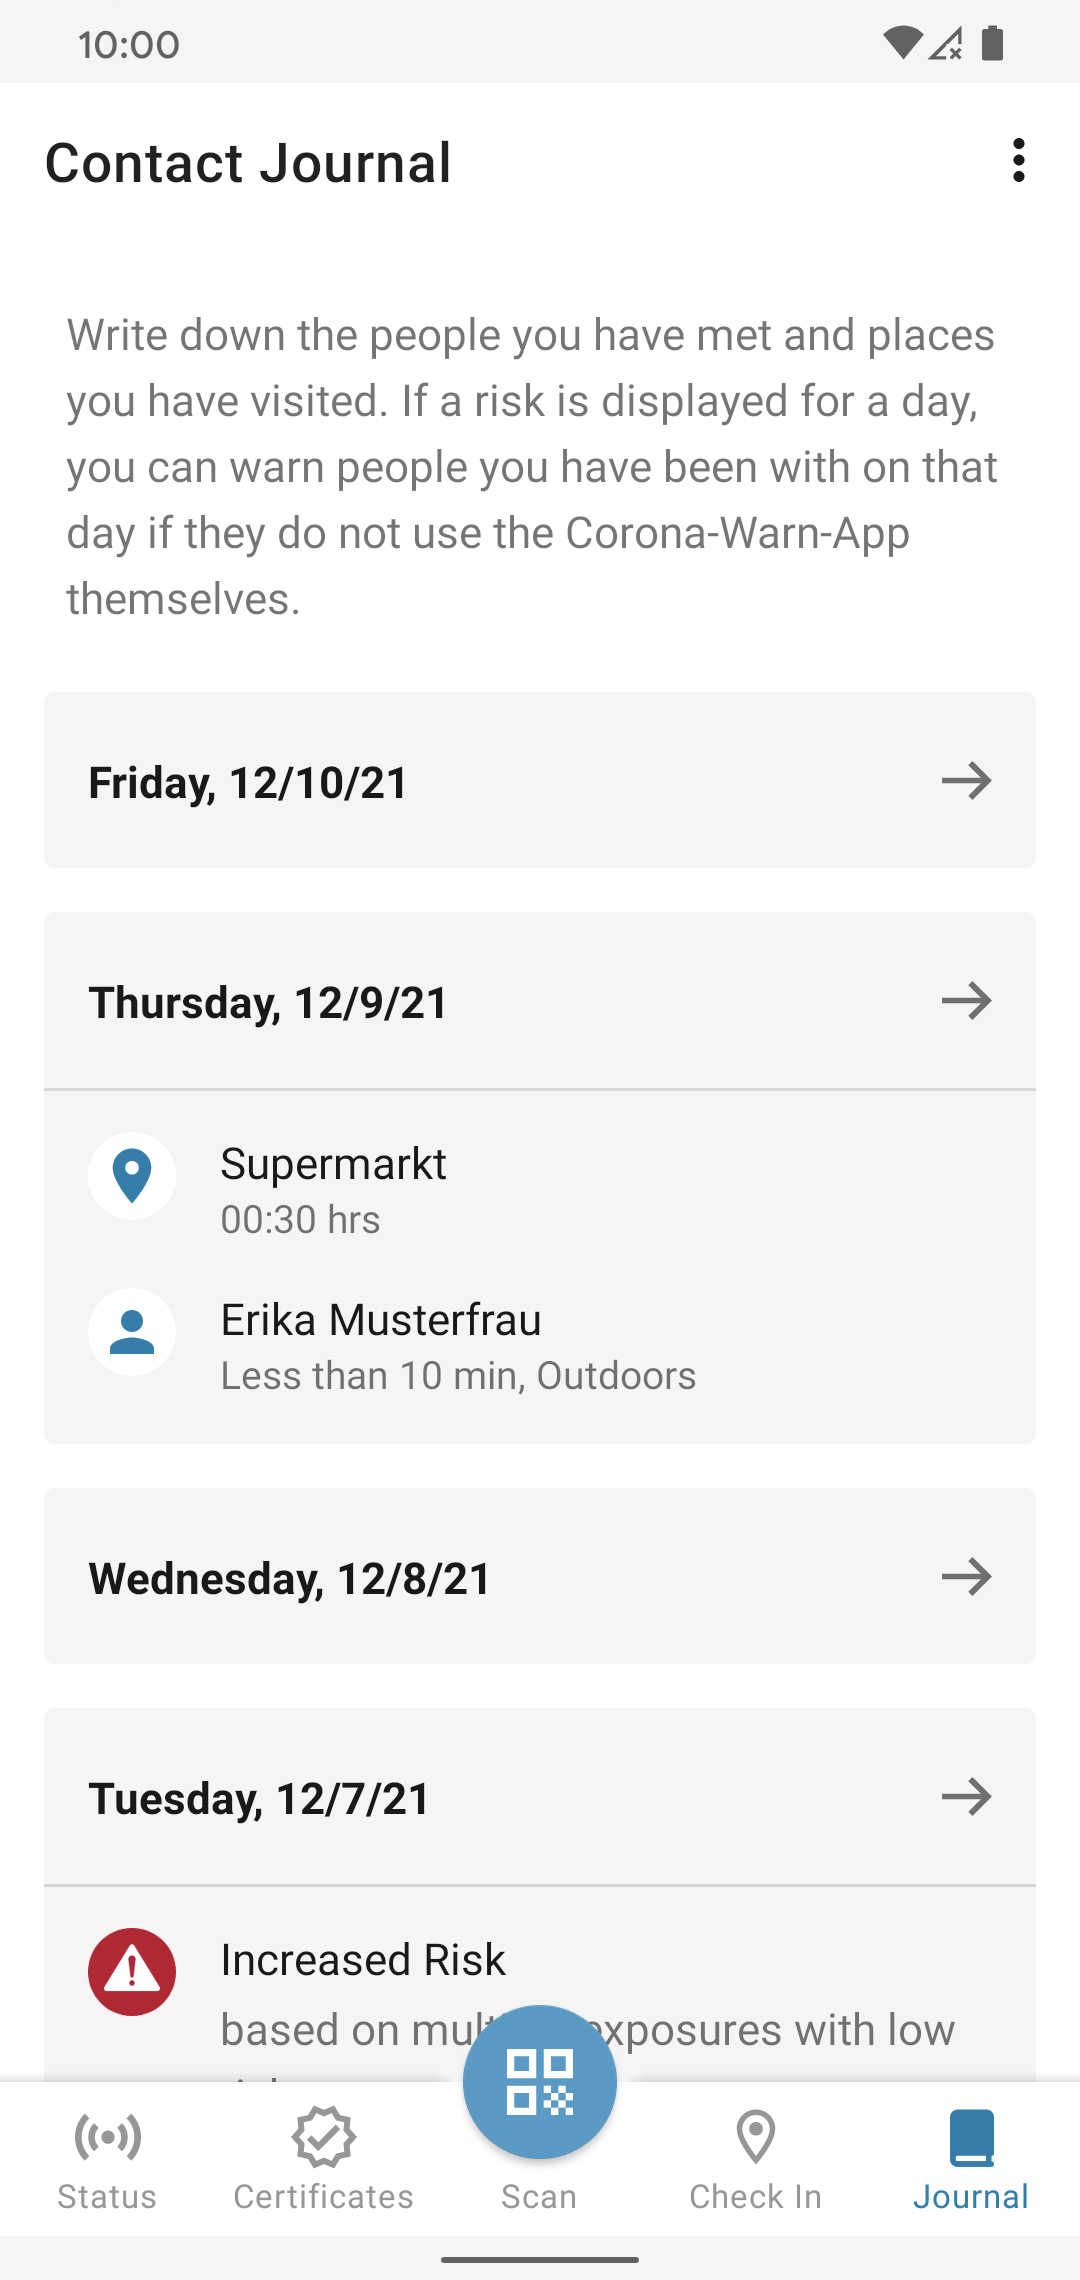 10:00
Contact Journal
Write down the people you have met and places
you have visited. If a risk is displayed for a day,
you can warn people you have been with on that
day if they do not use the Corona-Warn-App
themselves.
Friday, 12/10/21
Thursday, 12/9/21
Supermarkt
00:30 hrs
Erika Musterfrau
Less than 10 min, Outdoors
Wednesday, 12/8/21
Tuesday, 12/7/21
Increased Risk
based on exposures with low
Status
Certificates
Scan
Check In
Journal